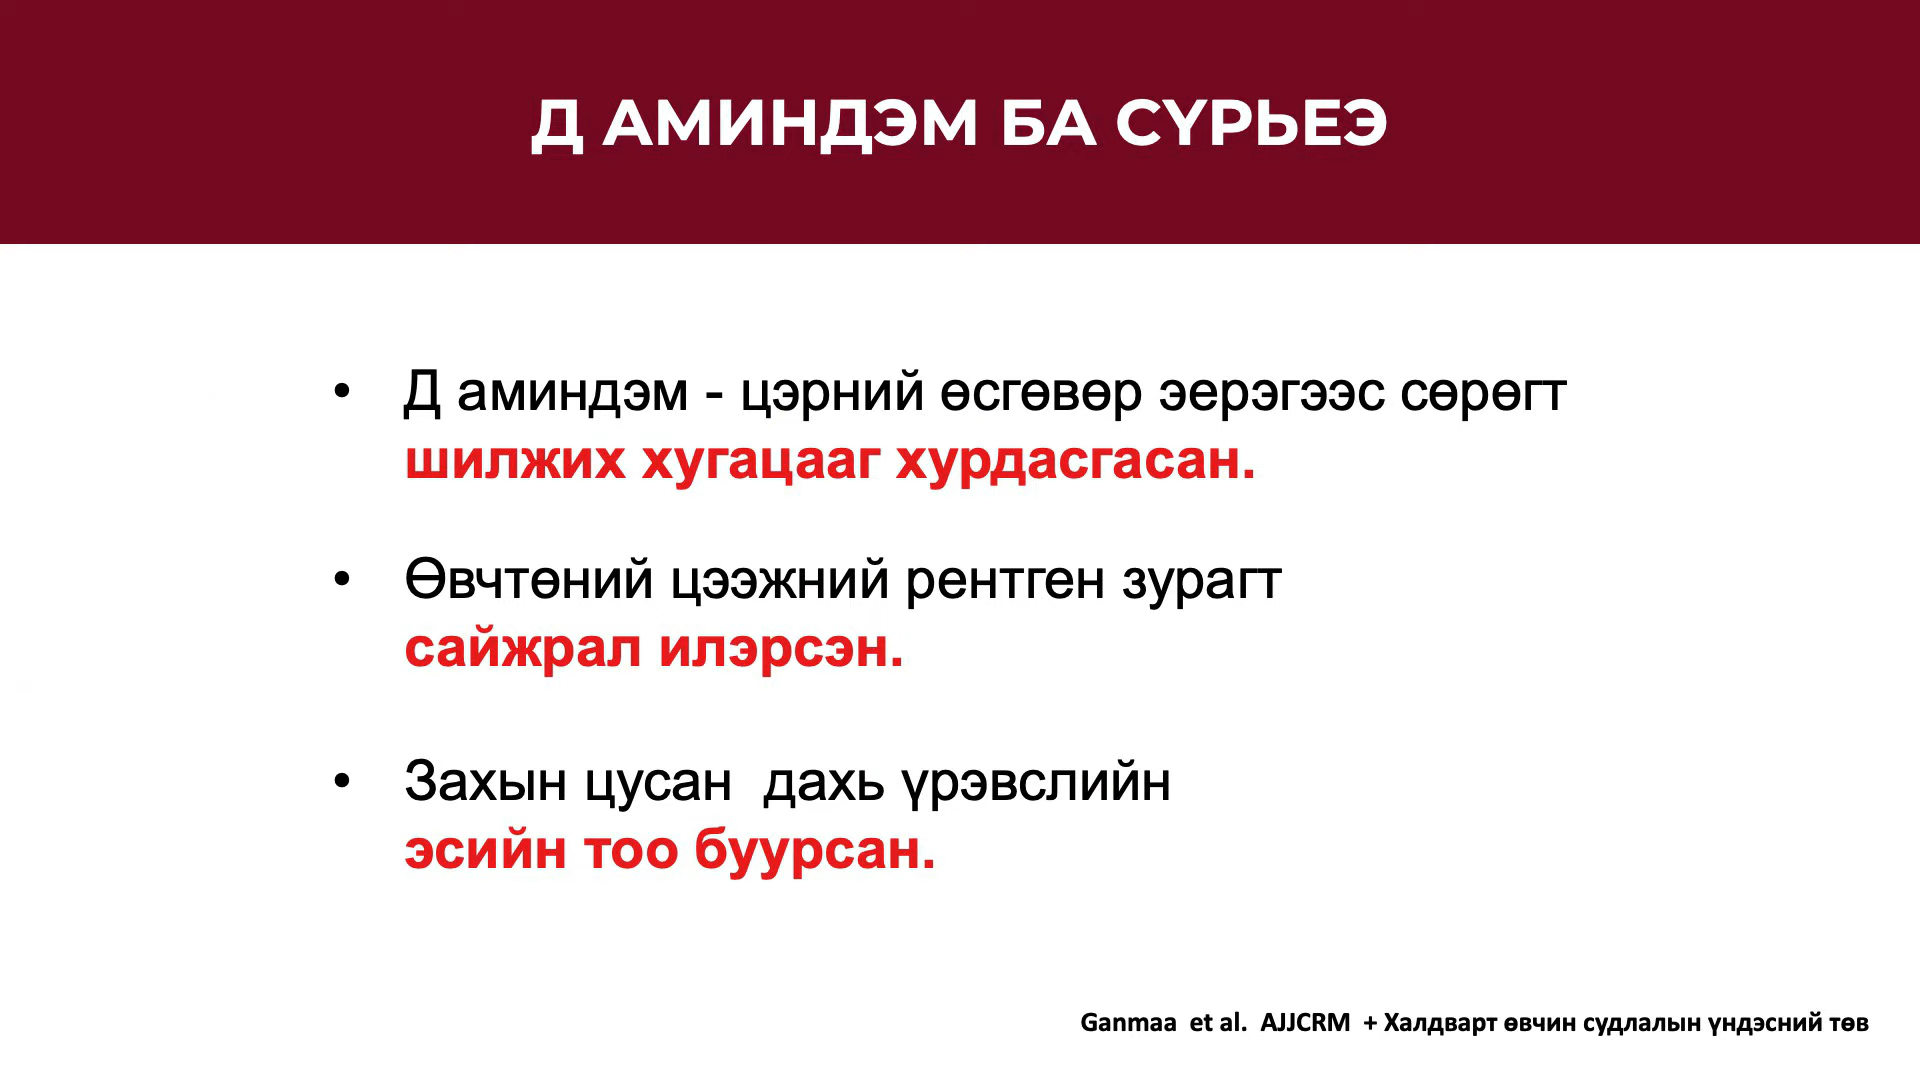 Д АМИНДЭМ БА СҮРЬЕЭ
• Д аминдэм - цэрний өсгөвөр эерэгээс сөрөгт
шилжих хугацааг хурдасгасан.
• Өвчтөний цээжний рентген зурагт
сайжрал илэрсэн.
• Захын цусан дахь үрэвслийн
эсийн тоо буурсан.
Ganmaa et al. AJJCRM + Халдварт өвчин судлалын үндэсний төв